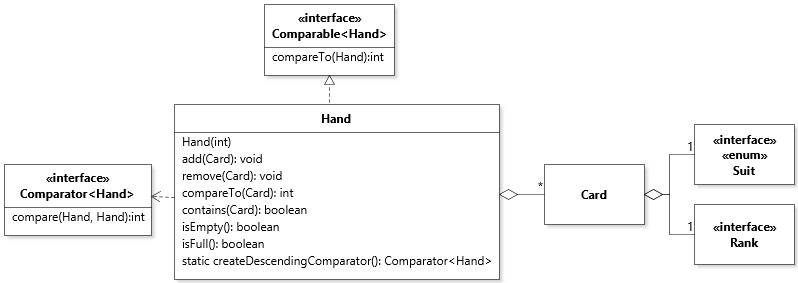 «interface»
Comparable<Hand>
compareTo(Hand):int
Hand
Hand(int)
add(Card): void
remove(Card): void
compareTo(Card): int
contains(Card): boolean
isEmpty(): boolean
isFull(): boolean
static createDescendingComparator(): Comparator<Hand>
«interface»
Comparator<Hand>
compare(Hand, Hand):int
*
Card
1
«interface»
«enum»
Suit
1
«interface»
Rank